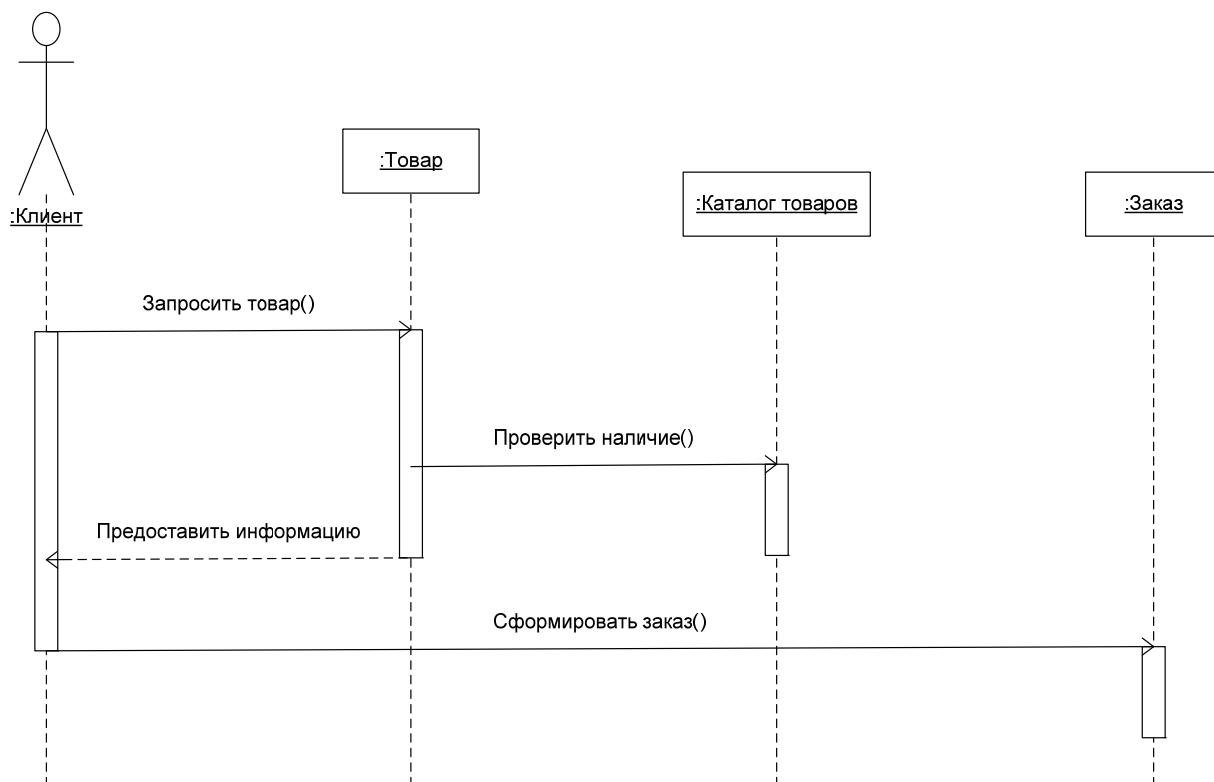 :Товар
:Каталог товаров
:Заказ
:Клиент
Запросить товар()
Проверить наличие()
Предоставить информацию
Сформировать заказ()